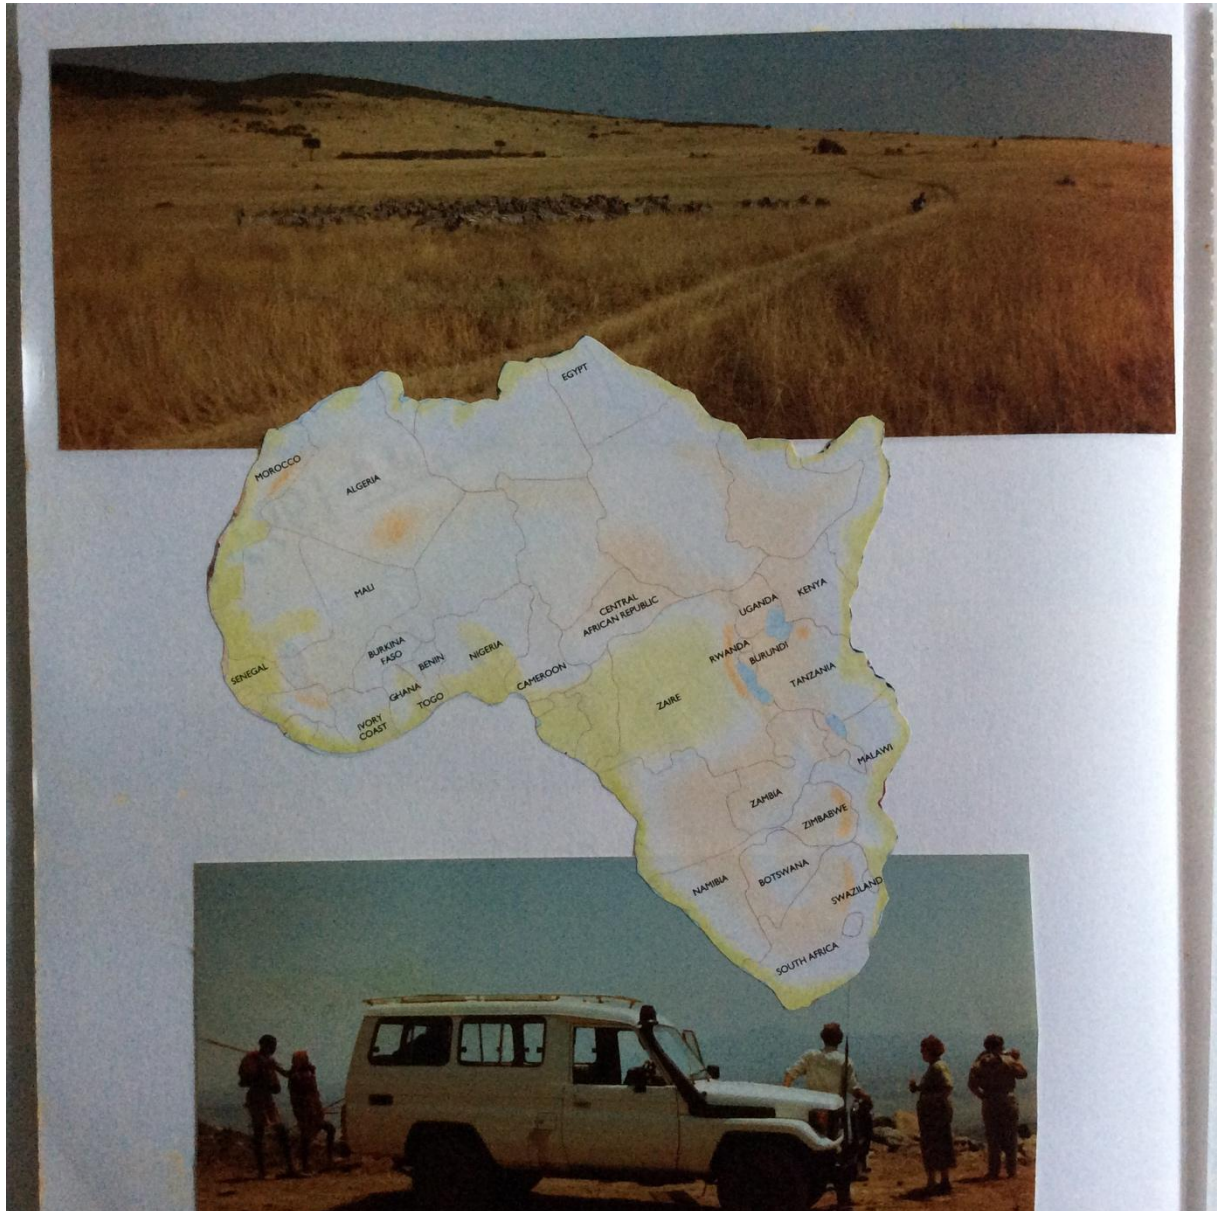 EGYPT
MOROCCO
ALGERIA
MALI
CENTRAL
AFRICAN REPUBLIC
UGANDA
KENYA
BURKINA
FASO
BENIN
NIGERIA
RWANDA
BURUNDI
SENEGAL
GHANA
TOGO
CAMEROON
TANZANIA
IVORY
COAST
ZAIRE
MALAWI
ZAMBIA
ZIMBABWE
NAMIBIA
BOTSWANA
SWAZILAND
SOUTH AFRICA